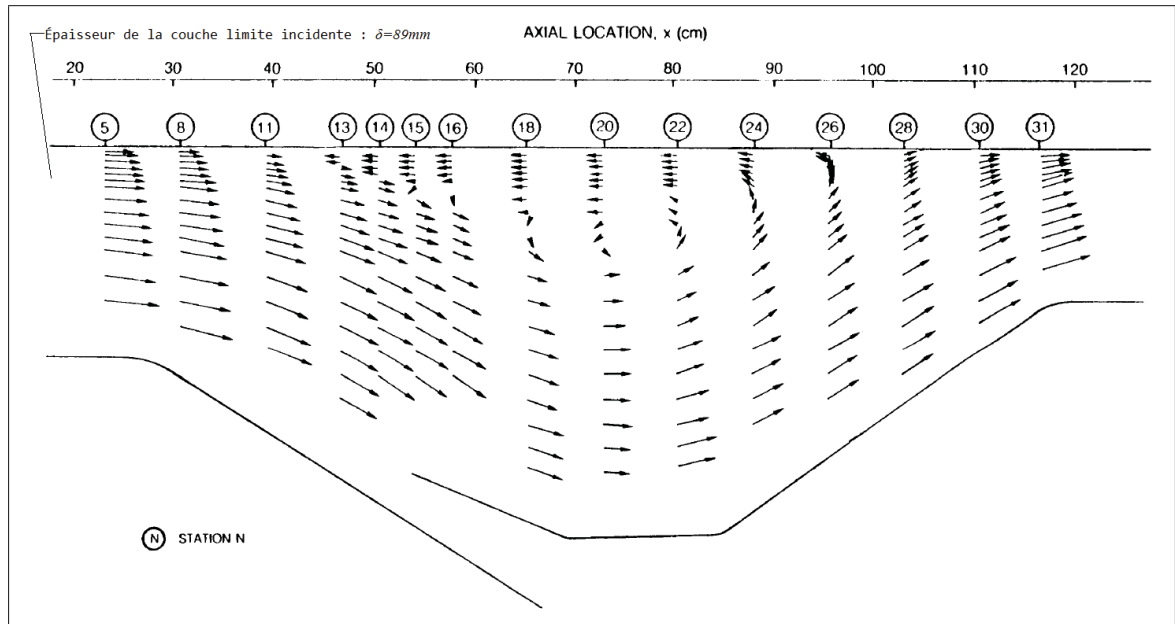 Épaisseur de la couche limite incidente : δ=89mm
AXIAL LOCATION, x (cm)
20 30 40 50 60 70 80 90 100 110 120
5 8 11 13 14 15 16 18 20 22 24 26 28 30 31
N STATION N